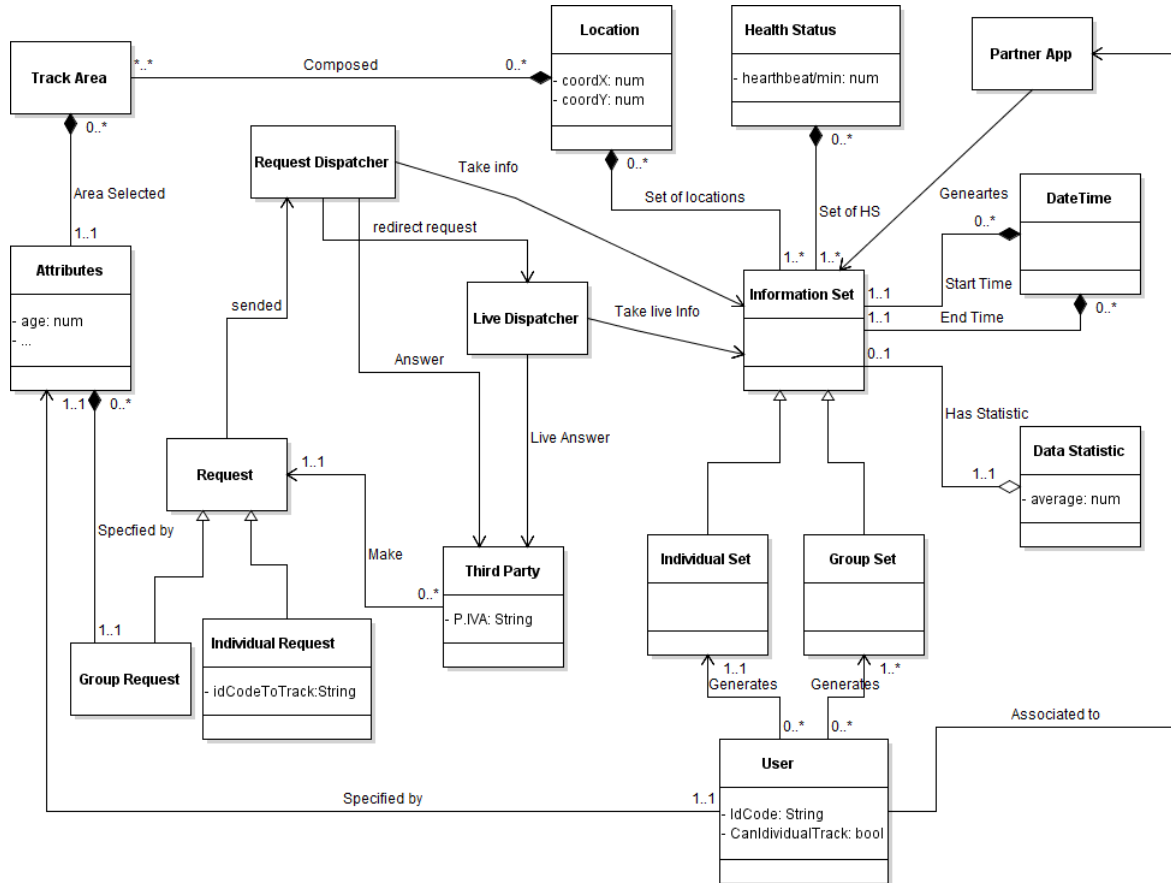 Location
Health Status
Partner App
Track Area
*..*
Composed
0..*
- coordX: num
- coordY: num
- hearthbeat/min: num
0..*
Request Dispatcher
Take info
0..*
0..*
Area Selected
Set of locations
Set of HS
Geneartes
DateTime
0..*
1..1
redirect request
1..*
1..*
Attributes
Information Set
1..1
Start Time
sended
Live Dispatcher
Take live Info
0..*
- age: num
- ...
1..1
End Time
Answer
0..1
1..1
0..*
Has Statistic
Live Answer
Data Statistic
Request
1..1
1..1
- average: num
Specfied by
Make
Individual Set
Group Set
Third Party
0..*
- P.IVA: String
1..1
Individual Request
Group Request
- idCodeToTrack:String
1..1
1..*
Generates
Generates
0..*
0..*
Associated to
User
Specified by
1..1
- IdCode: String
- CanIdividualTrack: bool